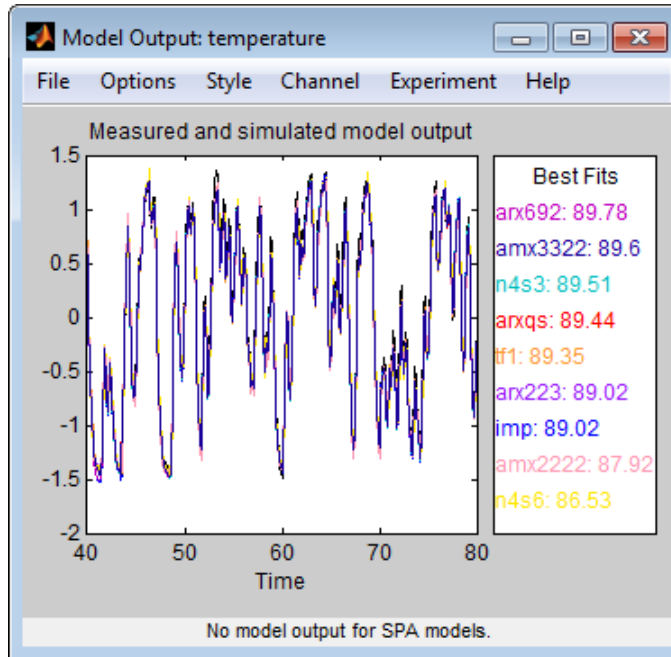 Model Output: temperature
File Options Style Channel Experiment Help
Measured and simulated model output
1.5
1
0.5
0
-0.5
-1
-1.5
-2
40 50 60 70 80
Time
Best Fits
arx692: 89.78
amx3322: 89.6
n4s3: 89.51
arxqs: 89.44
tf1: 89.35
arx223: 89.02
imp: 89.02
amx2222: 87.92
n4s6: 86.53
No model output for SPA models.